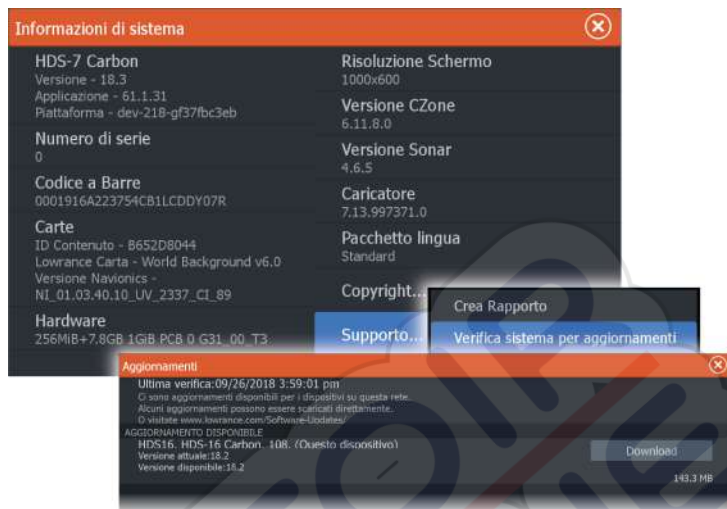 Informazioni di sistema
HDS-7 Carbon
Versione - 18.3
Applicazione - 61.1.31
Piattaforma - dev-218-gf37fbc3eb
Numero di serie
0
Codice a Barre
0001916A223754CB1LCDDY07R
Carte
ID Contenuto - B652D8044
Lowrance Carta - World Background v6.0
Versione Navionics -
NI_01.03.40.10_UV_2337_CI_89
Hardware
256MiB+7.8GB 1GiB PCB 0 G31_00_T3
Risoluzione Schermo
1000x600
Versione CZone
6.11.8.0
Versione Sonar
4.6.5
Caricatore
7.13.997371.0
Pacchetto lingua
Standard
Copyright...
Supporto...
Crea Rapporto
Verifica sistema per aggiornamenti
Aggiornamenti
Ultima verifica:09/26/2018 3:59:01 pm
Ci sono aggiornamenti disponibili per i dispositivi su questa rete.
Alcuni aggiornamenti possono essere scaricati direttamente.
O visitate www.lowrance.com/Software-Updates/
AGGIORNAMENTO DISPONIBILE
HDS16, HDS-16 Carbon, 108, (Questo dispositivo)
Versione attuale:18.2
Versione disponibile:18.2
Download
143.3 MB